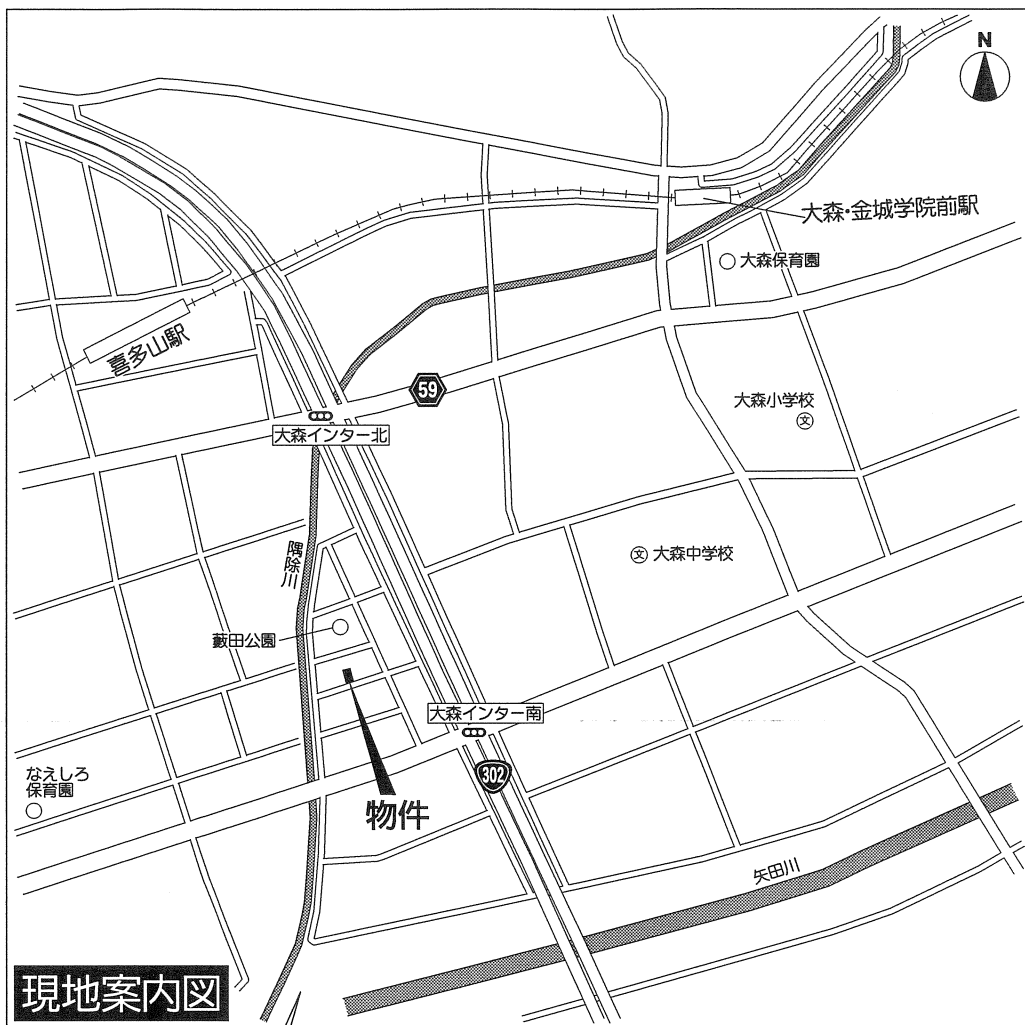 N
大森・金城学院前駅
大森保育園
喜多山駅
59
大森小学校
文
大森インター北
隅除川
文 大森中学校
藪田公園
大森インター南
302
なえしろ
保育園
物件
矢田川
現地案内図